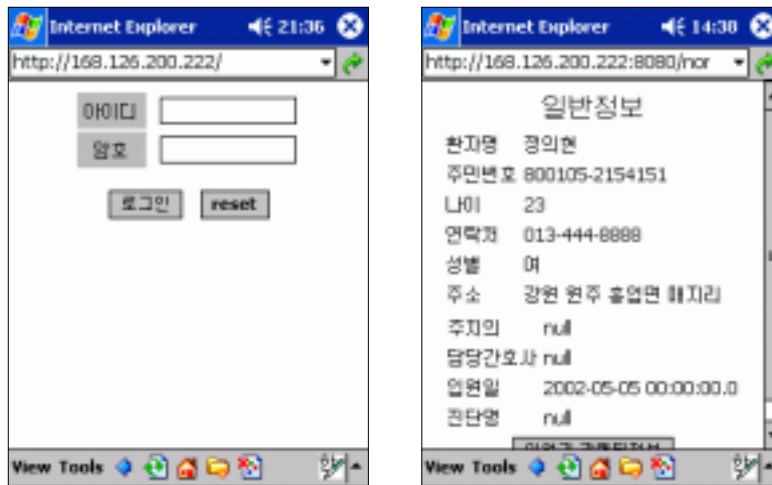 Internet Explorer 21:36
http://168.126.200.222/
아이디
암호
로그인 reset
View Tools
Internet Explorer 14:38
http://168.126.200.222:8080/nor
일반정보
환자명 정의현
주민번호 800105-2154151
나이 23
연락처 013-444-8888
성별 여
주소 강원 원주 흥업면 매지리
주치의 null
담당간호사 null
입원일 2002-05-05 00:00:00.0
진단명 null
View Tools